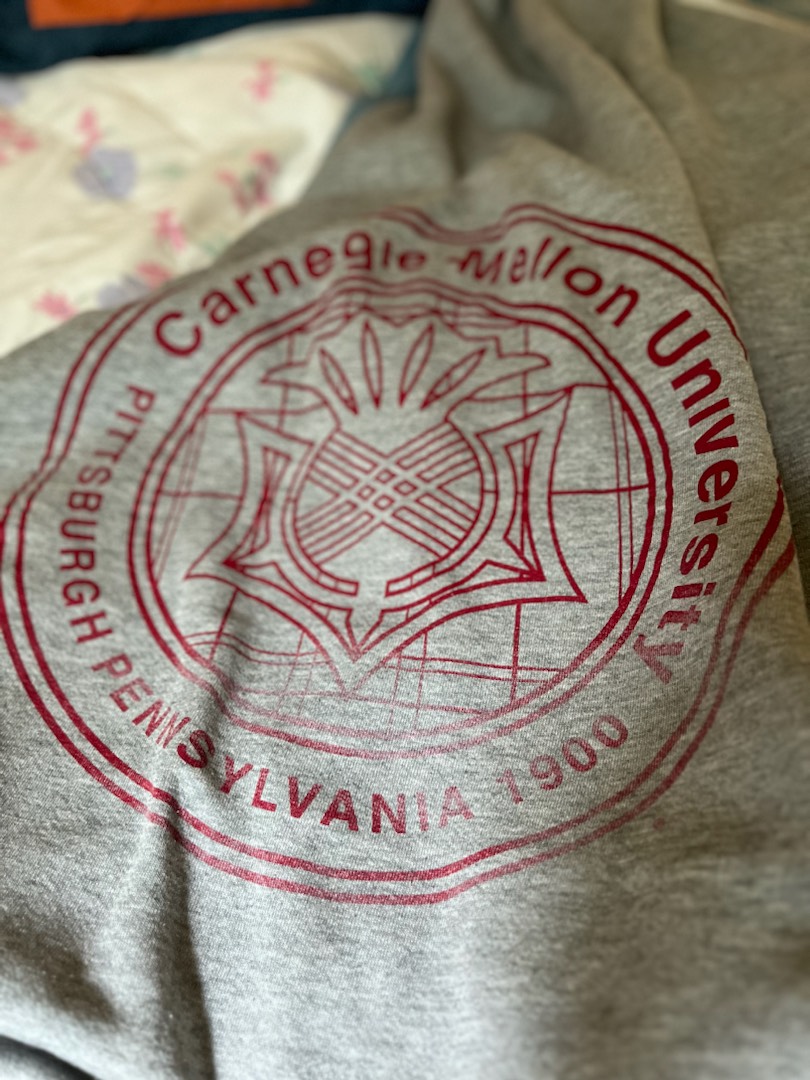 Carnegie Mellon University
PITTSBURGH PENNSYLVANIA 1900